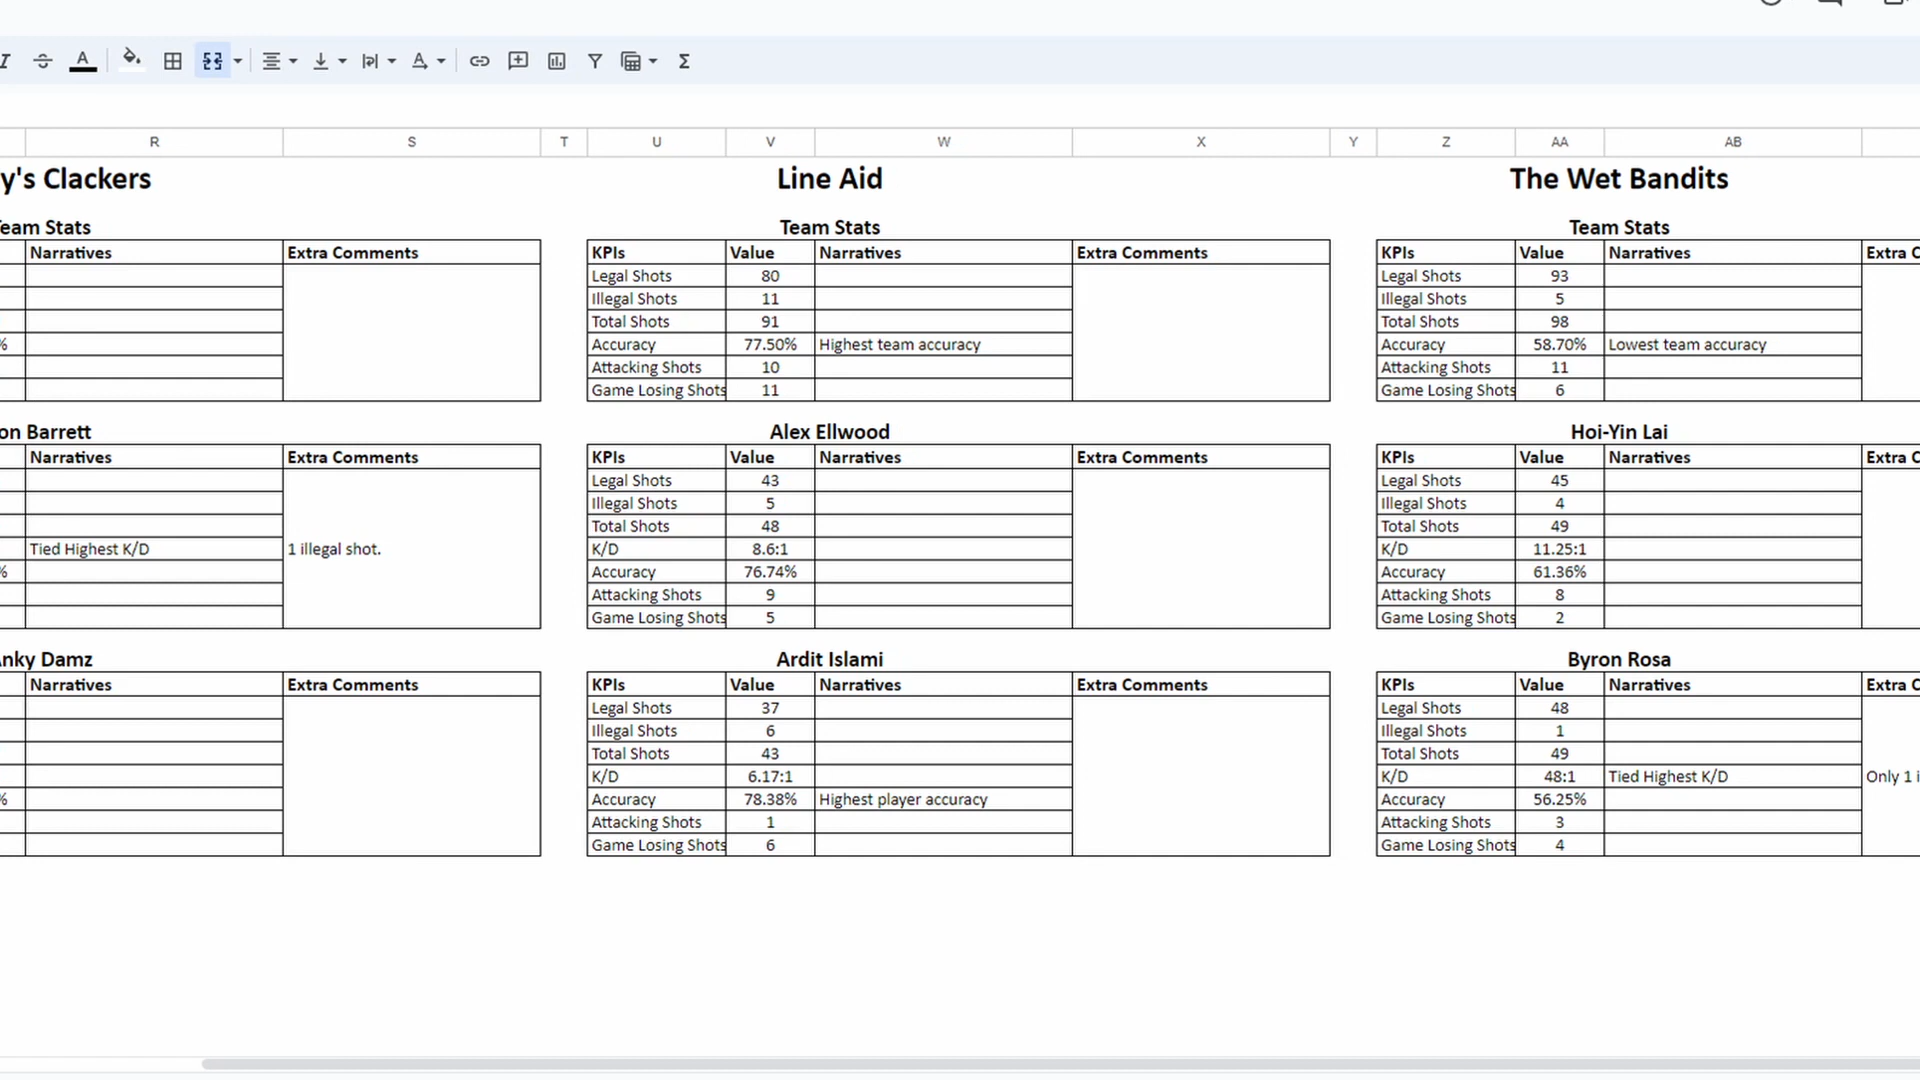 R S T U V W X Y Z AA AB
y's Clackers
Team Stats
Narratives Extra Comments
%
on Barrett
Narratives Extra Comments
Tied Highest K/D 1 illegal shot.
%
Anky Damz
Narratives Extra Comments
%
Line Aid
Team Stats
KPIs Value Narratives Extra Comments
Legal Shots 80
Illegal Shots 11
Total Shots 91
Accuracy 77.50% Highest team accuracy
Attacking Shots 10
Game Losing Shots 11
Alex Ellwood
KPIs Value Narratives Extra Comments
Legal Shots 43
Illegal Shots 5
Total Shots 48
K/D 8.6:1
Accuracy 76.74%
Attacking Shots 9
Game Losing Shots 5
Ardit Islami
KPIs Value Narratives Extra Comments
Legal Shots 37
Illegal Shots 6
Total Shots 43
K/D 6.17:1
Accuracy 78.38% Highest player accuracy
Attacking Shots 1
Game Losing Shots 6
The Wet Bandits
Team Stats
KPIs Value Narratives Extra C
Legal Shots 93
Illegal Shots 5
Total Shots 98
Accuracy 58.70% Lowest team accuracy
Attacking Shots 11
Game Losing Shots 6
Hoi-Yin Lai
KPIs Value Narratives Extra C
Legal Shots 45
Illegal Shots 4
Total Shots 49
K/D 11.25:1
Accuracy 61.36%
Attacking Shots 8
Game Losing Shots 2
Byron Rosa
KPIs Value Narratives Extra C
Legal Shots 48
Illegal Shots 1
Total Shots 49
K/D 48:1 Tied Highest K/D Only 1 i
Accuracy 56.25%
Attacking Shots 3
Game Losing Shots 4